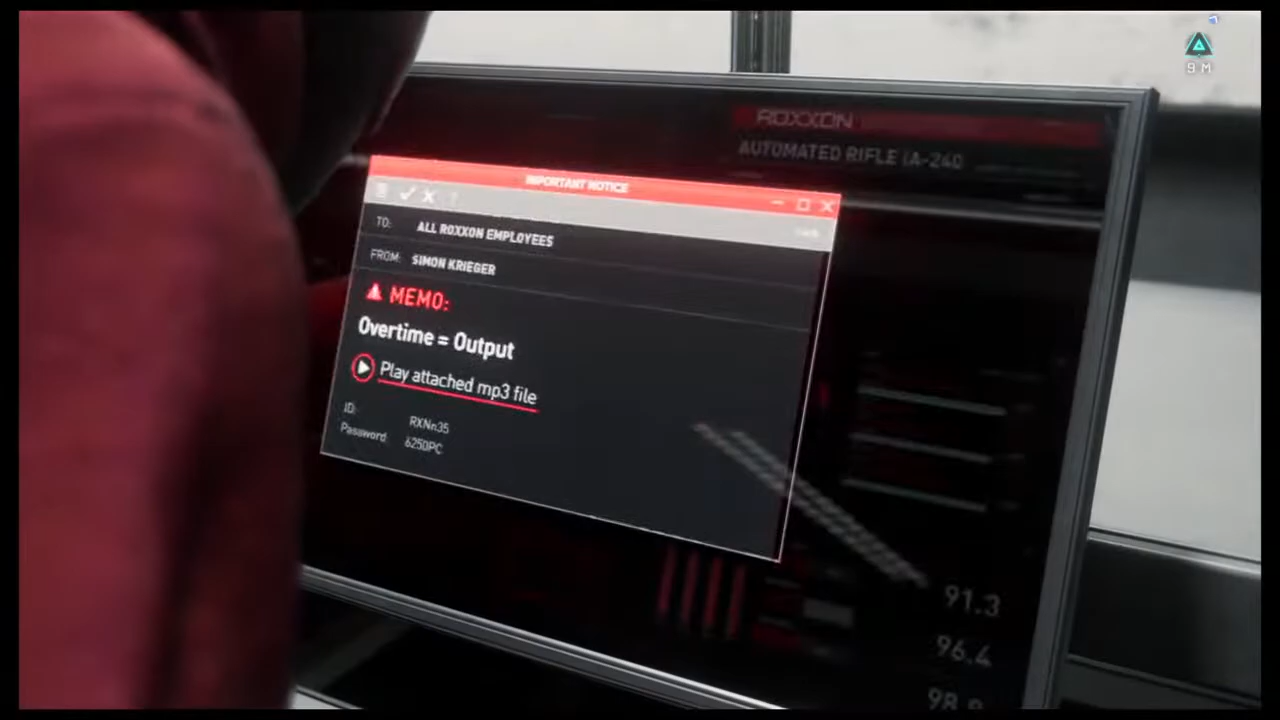 9 M
ROXXON
AUTOMATED RIFLE (A-240
IMPORTANT NOTICE
TO: ALL ROXXON EMPLOYEES
FROM: SIMON KRIEGER
MEMO:
Overtime = Output
Play attached mp3 file
ID: RXNn35
Password 6250PC
91.3
96.4